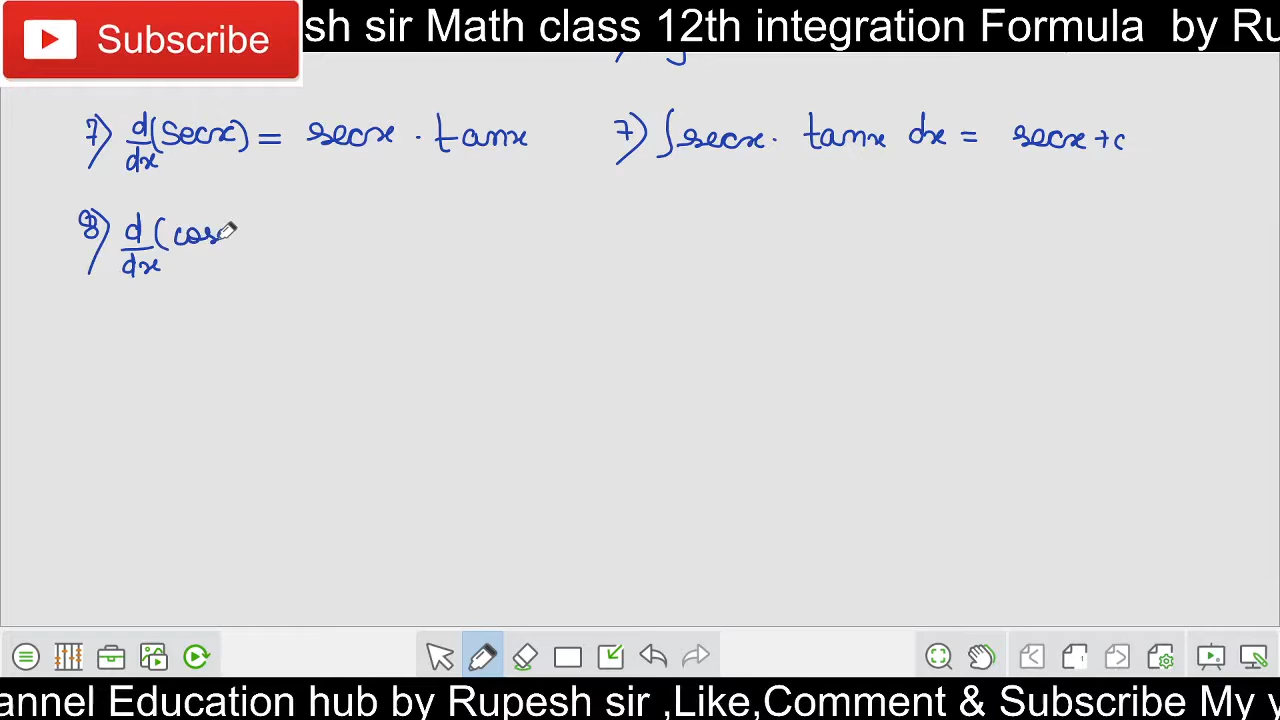 Subscribe
sh sir Math class 12th integration Formula by Ru
7) d/dx (secx) = secx . tanx
7) ∫secx. tanx dx = secx + c
8) d/dx (cos
annel Education hub by Rupesh sir ,Like,Comment & Subscribe My y